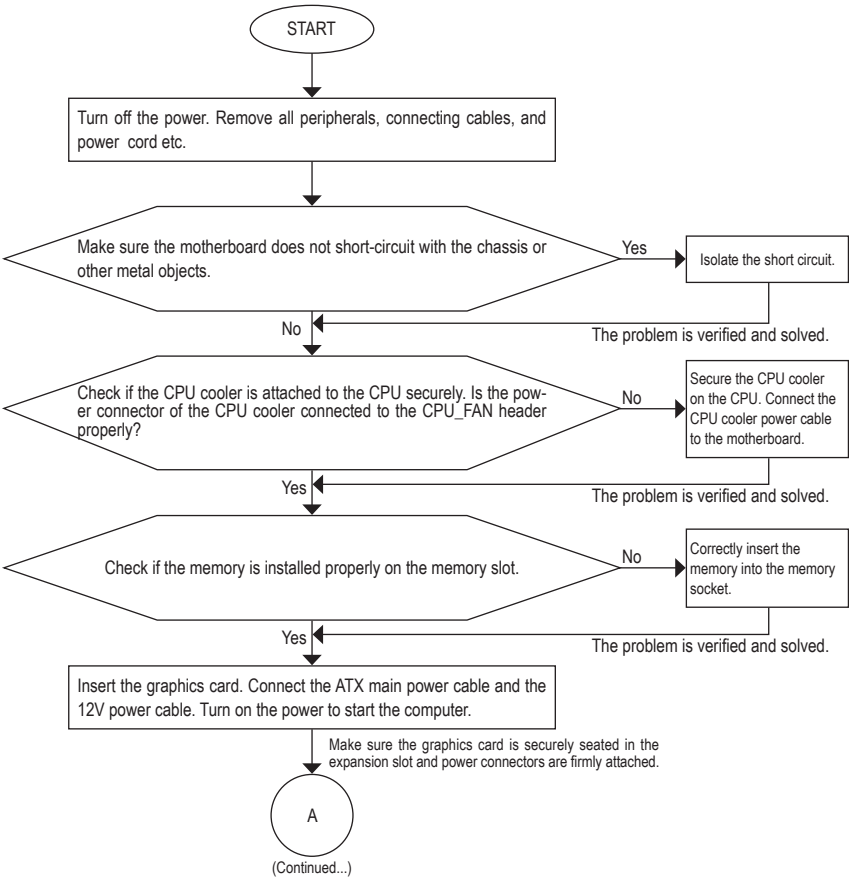 START
Turn off the power. Remove all peripherals, connecting cables, and
power cord etc.
Make sure the motherboard does not short-circuit with the chassis or
other metal objects.
Yes
Isolate the short circuit.
No
The problem is verified and solved.
Check if the CPU cooler is attached to the CPU securely. Is the pow-
er connector of the CPU cooler connected to the CPU_FAN header
properly?
No
Secure the CPU cooler
on the CPU. Connect the
CPU cooler power cable
to the motherboard.
Yes
The problem is verified and solved.
Check if the memory is installed properly on the memory slot.
No
Correctly insert the
memory into the memory
socket.
Yes
The problem is verified and solved.
Insert the graphics card. Connect the ATX main power cable and the
12V power cable. Turn on the power to start the computer.
Make sure the graphics card is securely seated in the
expansion slot and power connectors are firmly attached.
A
(Continued...)